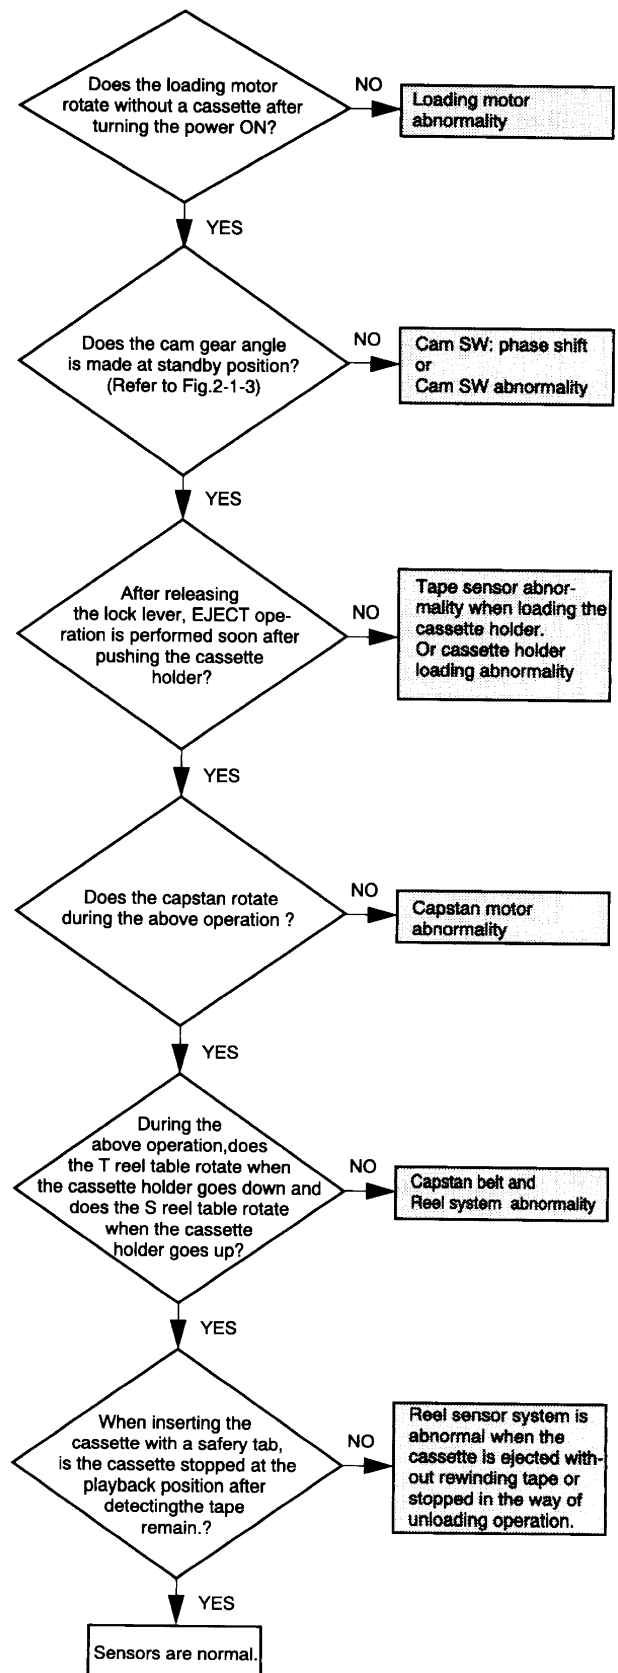 Does the loading motor
rotate without a cassette after
turning the power ON?
NO
Loading motor
abnormality
YES
Does the cam gear angle
is made at standby position?
(Refer to Fig.2-1-3)
NO
Cam SW: phase shift
or
Cam SW abnormality
YES
After releasing
the lock lever, EJECT ope-
ration is performed soon after
pushing the cassette
holder?
NO
Tape sensor abnor-
mality when loading the
cassette holder.
Or cassette holder
loading abnormality
YES
Does the capstan rotate
during the above operation ?
NO
Capstan motor
abnormality
YES
During the
above operation,does
the T reel table rotate when
the cassette holder goes down and
does the S reel table rotate
when the cassette
holder goes up?
NO
Capstan belt and
Reel system abnormality
YES
When inserting the
cassette with a safery tab,
is the cassette stopped at the
playback position after
detectingthe tape
remain.?
NO
Reel sensor system is
abnormal when the
cassette is ejected with-
out rewinding tape or
stopped in the way of
unloading operation.
YES
Sensors are normal.